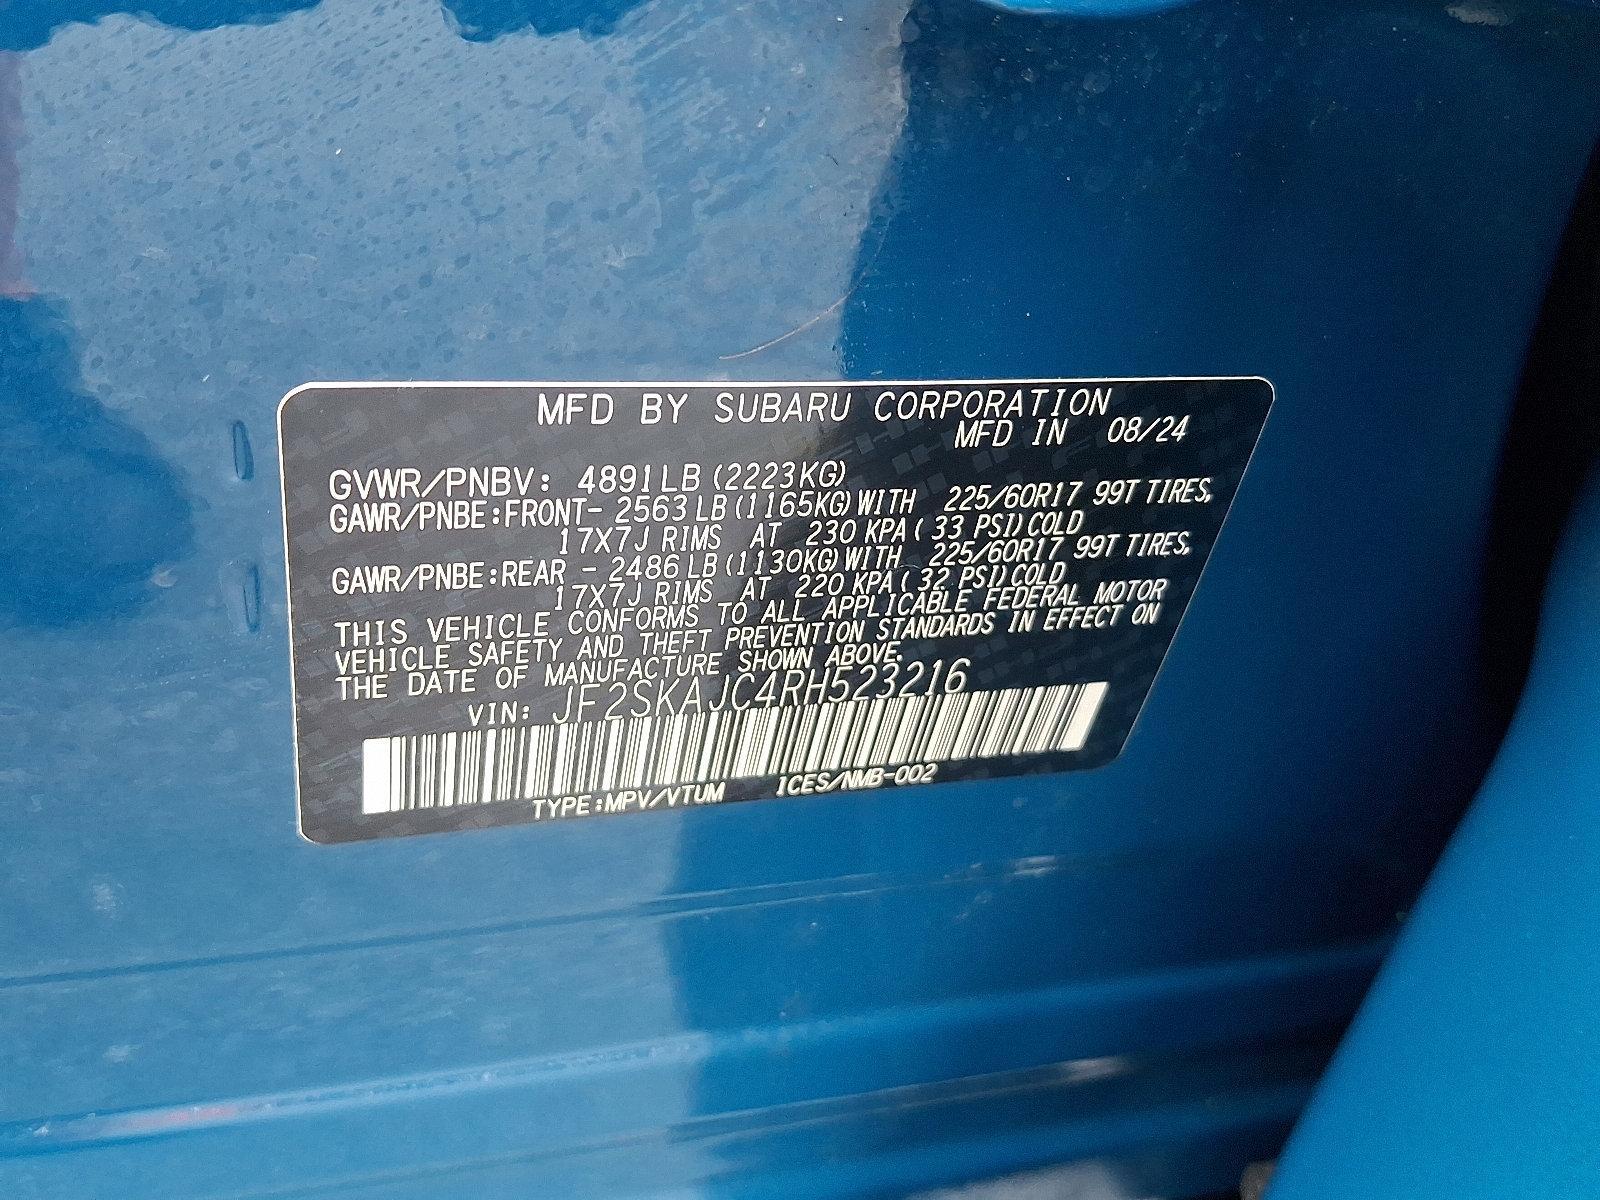 MFD BY SUBARU CORPORATION
MFD IN 08/24
GVWR/PNBV: 4891LB (2223KG)
GAWR/PNBE:FRONT- 2563 LB (1165KG) WITH 225/60R17 99T TIRES,
17X7J RIMS AT 230 KPA ( 33 PSI) COLD
GAWR/PNBE:REAR - 2486 LB (1130KG) WITH 225/60R17 99T TIRES,
17X7J RIMS AT 220 KPA ( 32 PSI) COLD
THIS VEHICLE CONFORMS TO ALL APPLICABLE FEDERAL MOTOR
VEHICLE SAFETY AND THEFT PREVENTION STANDARDS IN EFFECT ON
THE DATE OF MANUFACTURE SHOWN ABOVE.
VIN: JF2SKAJC4RH523216
TYPE:MPV/VTUM ICES/NMB-002